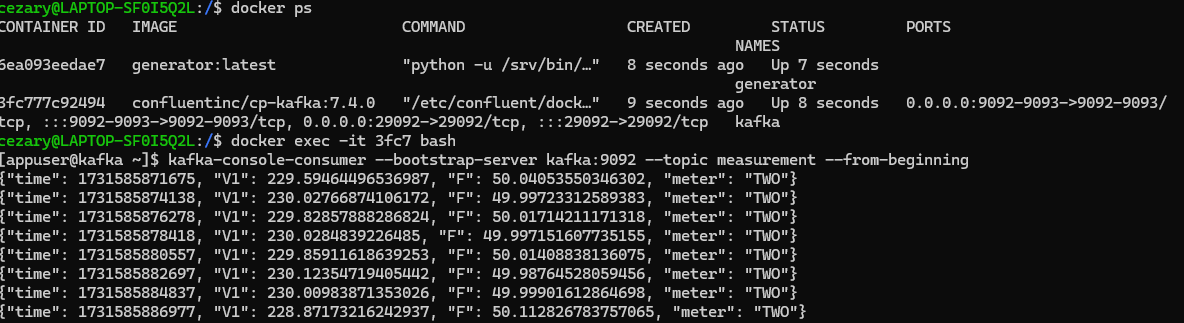 cezary@LAPTOP-SF0I5Q2L:/$ docker ps
CONTAINER ID   IMAGE                             COMMAND                  CREATED         STATUS         PORTS
NAMES
6ea093eedae7   generator:latest                  "python -u /srv/bin/…"   8 seconds ago   Up 7 seconds
generator
3fc777c92494   confluentinc/cp-kafka:7.4.0   "/etc/confluent/dock…"   9 seconds ago   Up 8 seconds   0.0.0.0:9092-9093->9092-9093/
tcp, :::9092-9093->9092-9093/tcp, 0.0.0.0:29092->29092/tcp, :::29092->29092/tcp   kafka
cezary@LAPTOP-SF0I5Q2L:/$ docker exec -it 3fc7 bash
[appuser@kafka ~]$ kafka-console-consumer --bootstrap-server kafka:9092 --topic measurement --from-beginning
{"time": 1731585871675, "V1": 229.59464496536987, "F": 50.04053550346302, "meter": "TWO"}
{"time": 1731585874138, "V1": 230.02766874106172, "F": 49.99723312589383, "meter": "TWO"}
{"time": 1731585876278, "V1": 229.82857888286824, "F": 50.01714211171318, "meter": "TWO"}
{"time": 1731585878418, "V1": 230.0284839226485, "F": 49.997151607735155, "meter": "TWO"}
{"time": 1731585880557, "V1": 229.85911618639253, "F": 50.01408838136075, "meter": "TWO"}
{"time": 1731585882697, "V1": 230.12354719405442, "F": 49.98764528059456, "meter": "TWO"}
{"time": 1731585884837, "V1": 230.00983871353026, "F": 49.99901612864698, "meter": "TWO"}
{"time": 1731585886977, "V1": 228.87173216242937, "F": 50.112826783757065, "meter": "TWO"}